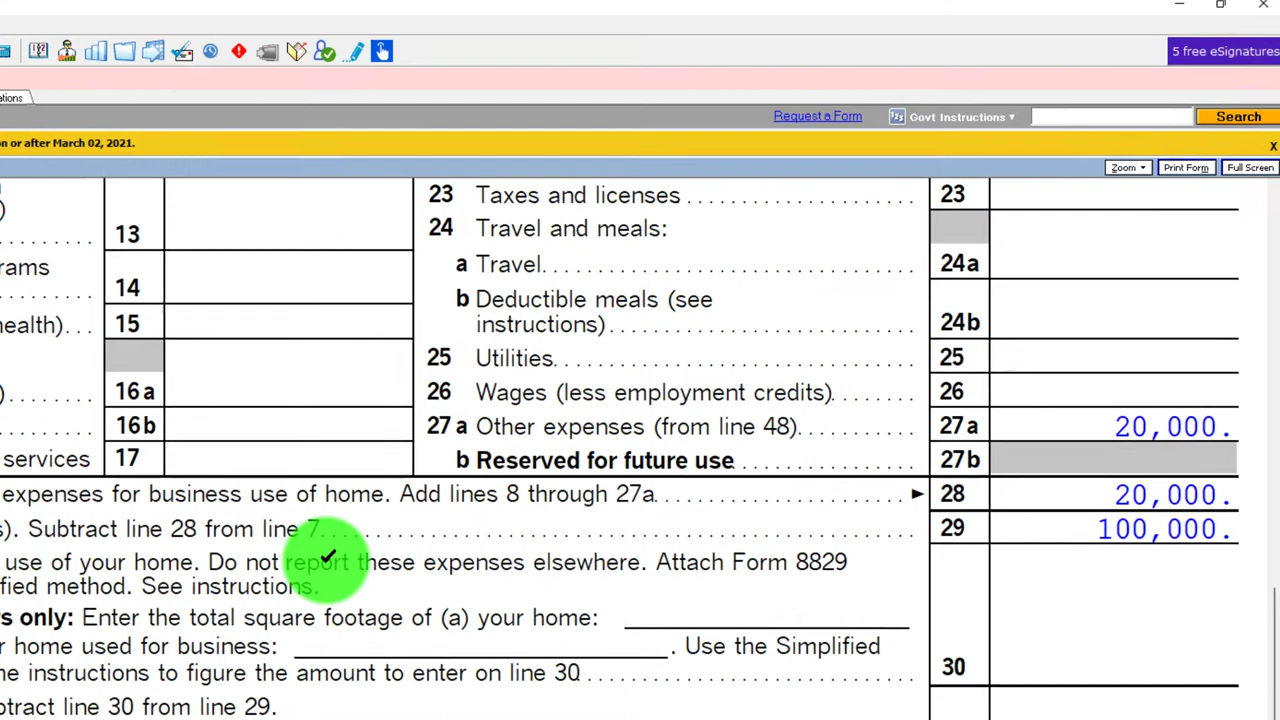 5 free eSignatures
ations
Request a Form
Govt Instructions
Search
on or after March 02, 2021.
X
Zoom
Print Form
Full Screen
23 Taxes and licenses 23
24 Travel and meals:
13
a Travel 24a
rams
14
b Deductible meals (see
instructions) 24b
health) 15
25 Utilities 25
16a
26 Wages (less employment credits) 26
16b
27a Other expenses (from line 48) 27a 20,000.
services 17
b Reserved for future use 27b
expenses for business use of home. Add lines 8 through 27a 28 20,000.
s). Subtract line 28 from line 7 29 100,000.
use of your home. Do not report these expenses elsewhere. Attach Form 8829
ified method. See instructions.
rs only: Enter the total square footage of (a) your home:
r home used for business: . Use the Simplified
he instructions to figure the amount to enter on line 30 30
btract line 30 from line 29.